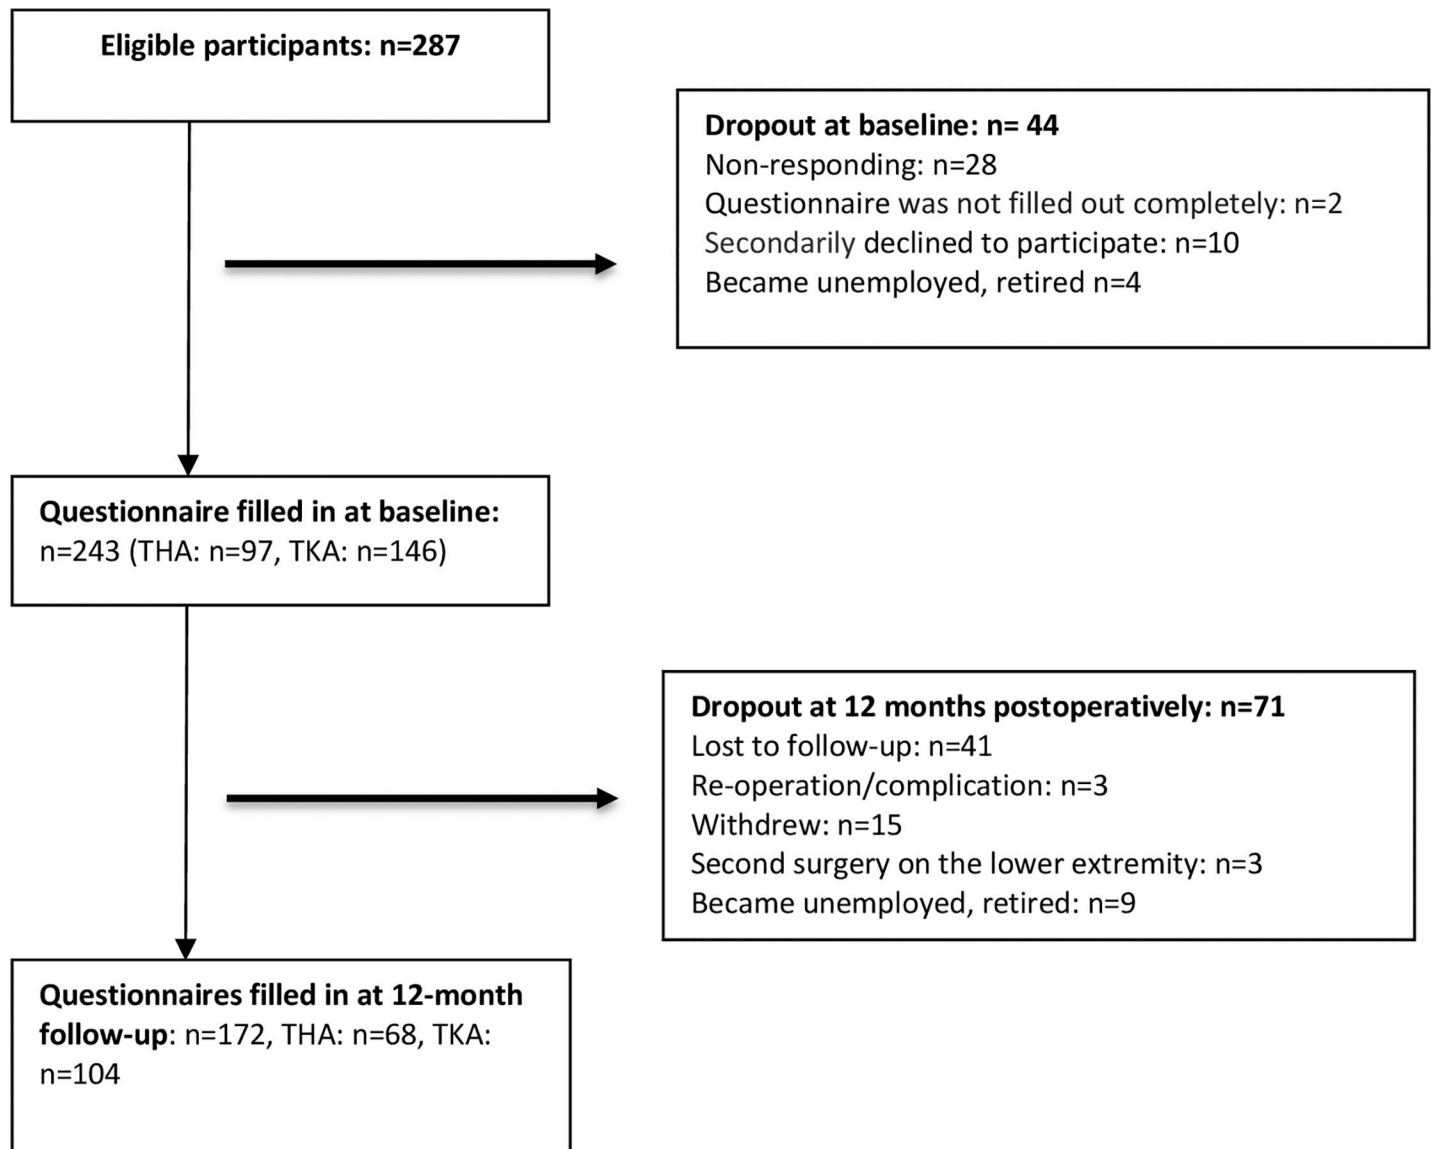 Eligible participants: n=287
Dropout at baseline: n= 44
Non-responding: n=28
Questionnaire was not filled out completely: n=2
Secondarily declined to participate: n=10
Became unemployed, retired n=4
Questionnaire filled in at baseline:
n=243 (THA: n=97, TKA: n=146)
Dropout at 12 months postoperatively: n=71
Lost to follow-up: n=41
Re-operation/complication: n=3
Withdrew: n=15
Second surgery on the lower extremity: n=3
Became unemployed, retired: n=9
Questionnaires filled in at 12-month
follow-up: n=172, THA: n=68, TKA:
n=104